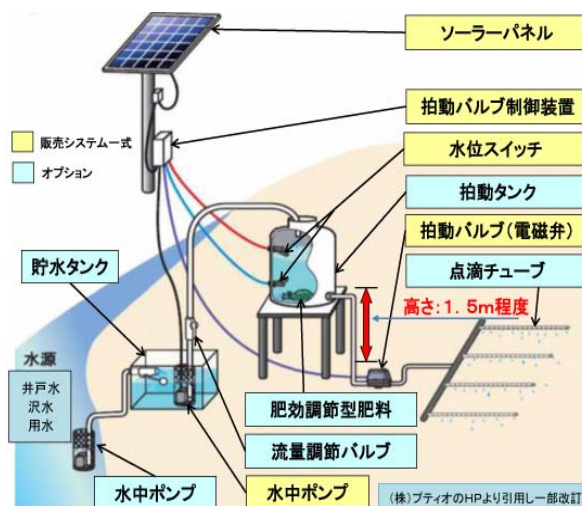 ソーラーパネル
拍動バルブ制御装置
販売システム一式
オプション
水位スイッチ
拍動タンク
拍動バルブ(電磁弁)
点滴チューブ
貯水タンク
高さ:1.5m程度
水源
井戸水
沢水
用水
肥効調節型肥料
流量調節バルブ
水中ポンプ
水中ポンプ
(株)プティオのHPより引用し一部改訂